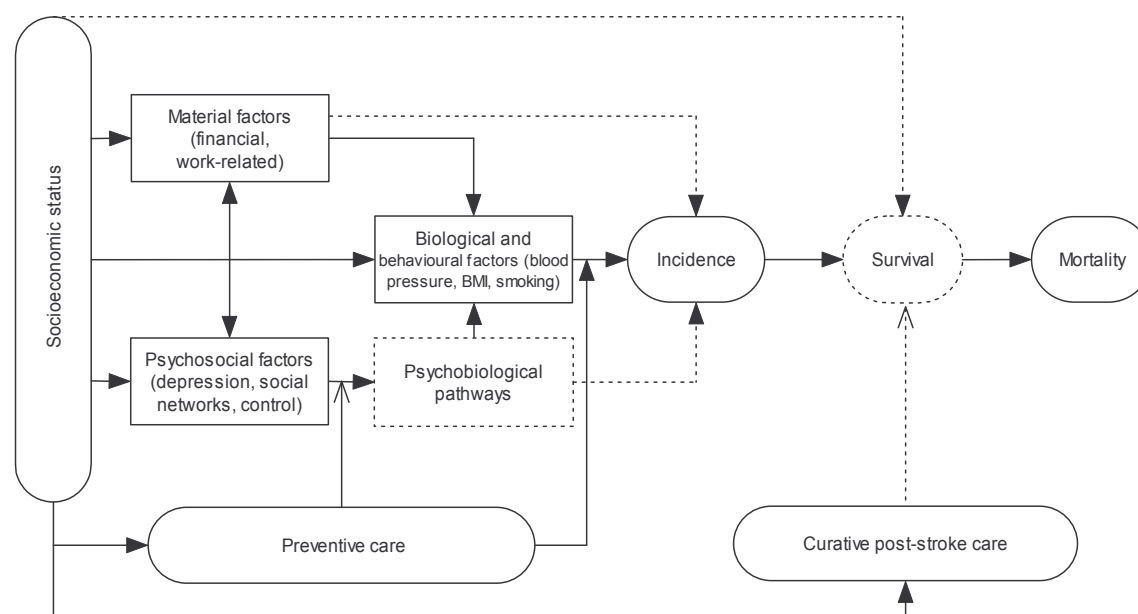 Socioeconomic status
Material factors
(financial,
work-related)
Biological and
behavioural factors (blood
pressure, BMI, smoking)
Incidence
Survival
Mortality
Psychosocial factors
(depression, social
networks, control)
Psychobiological
pathways
Preventive care
Curative post-stroke care